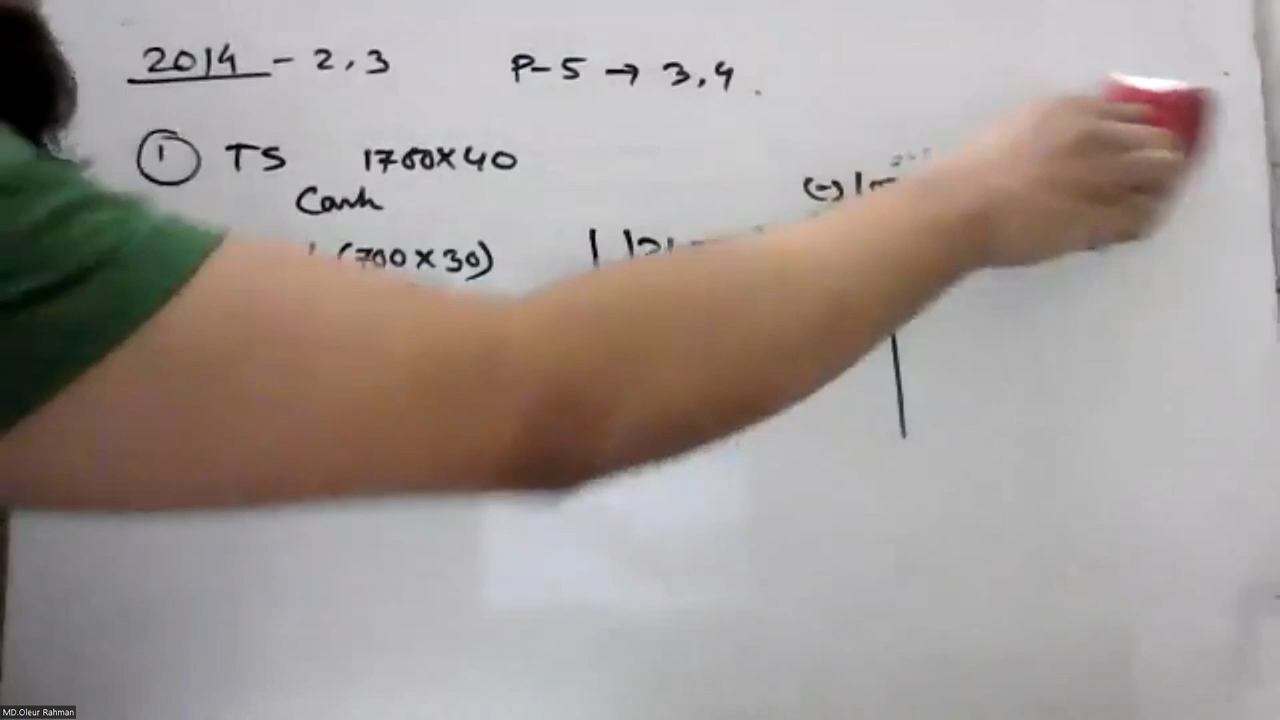 2014 - 2,3 P-5 → 3,4.
① TS 1700×40
Cash
(700×30)
(-)
MD.Oleur Rahman